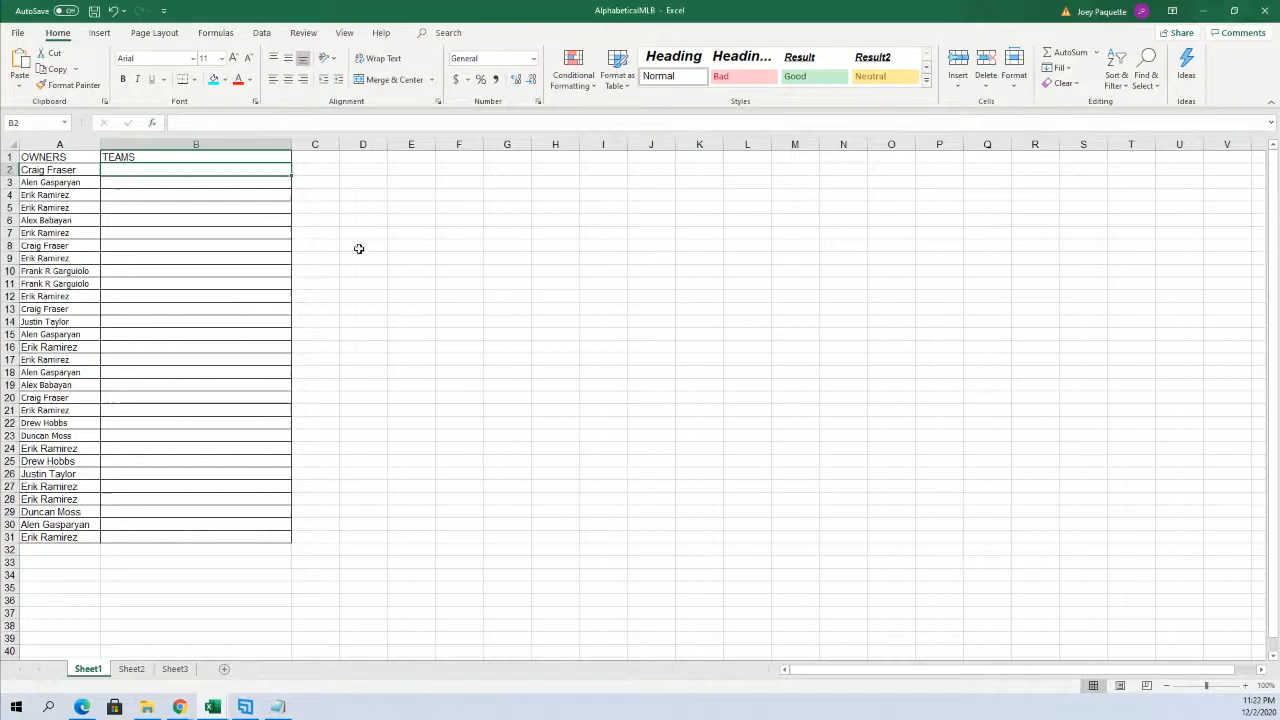 AutoSave Off
AlphabeticalMLB - Excel
Joey Paquette JP
File Home Insert Page Layout Formulas Data Review View Help Search
Share Comments
Paste
Cut
Copy
Format Painter
Clipboard
Arial 11
B I U
Font
Wrap Text
Merge & Center
Alignment
General
$ % ,
Number
Conditional Formatting
Format as Table
Heading Headin... Result Result2
Normal Bad Good Neutral
Styles
Insert Delete Format
Cells
AutoSum
Fill
Clear
Sort & Filter
Find & Select
Editing
Ideas
Ideas
B2 fx
A B C D E F G H I J K L M N O P Q R S T U V
1 OWNERS TEAMS
2 Craig Fraser
3 Alen Gasparyan
4 Erik Ramirez
5 Erik Ramirez
6 Alex Babayan
7 Erik Ramirez
8 Craig Fraser
9 Erik Ramirez
10 Frank R Garguiolo
11 Frank R Garguiolo
12 Erik Ramirez
13 Craig Fraser
14 Justin Taylor
15 Alen Gasparyan
16 Erik Ramirez
17 Erik Ramirez
18 Alen Gasparyan
19 Alex Babayan
20 Craig Fraser
21 Erik Ramirez
22 Drew Hobbs
23 Duncan Moss
24 Erik Ramirez
25 Drew Hobbs
26 Justin Taylor
27 Erik Ramirez
28 Erik Ramirez
29 Duncan Moss
30 Alen Gasparyan
31 Erik Ramirez
32
33
34
35
36
37
38
39
40
Sheet1 Sheet2 Sheet3
100%
11:22 PM
12/2/2020